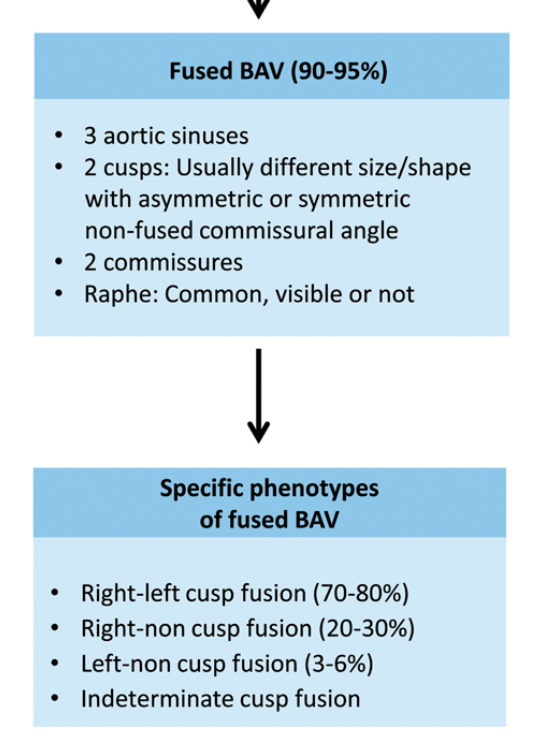 Fused BAV (90-95%)
• 3 aortic sinuses
• 2 cusps: Usually different size/shape
with asymmetric or symmetric
non-fused commissural angle
• 2 commissures
• Raphe: Common, visible or not
Specific phenotypes
of fused BAV
• Right-left cusp fusion (70-80%)
• Right-non cusp fusion (20-30%)
• Left-non cusp fusion (3-6%)
• Indeterminate cusp fusion